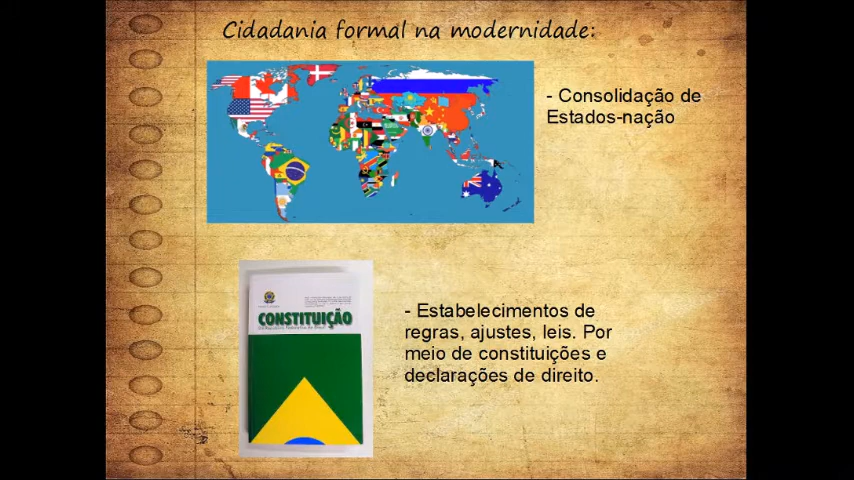 Cidadania formal na modernidade:
- Consolidação de
Estados-nação
CONSTITUIÇÃO
- Estabelecimentos de
regras, ajustes, leis. Por
meio de constituições e
declarações de direito.